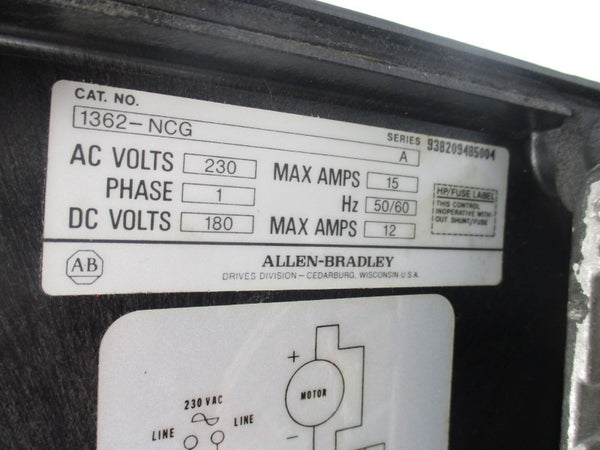 CAT. NO.
1362-NCG
SERIES 938209485004
A
AC VOLTS 230 MAX AMPS 15
PHASE 1 Hz 50/60
DC VOLTS 180 MAX AMPS 12
HP/FUSE LABEL
THIS CONTROL
INOPERATIVE WITH-
OUT SHUNT/FUSE
AB ALLEN-BRADLEY
DRIVES DIVISION - CEDARBURG, WISCONSIN U.S.A.
+
MOTOR
230 VAC
LINE LINE
-